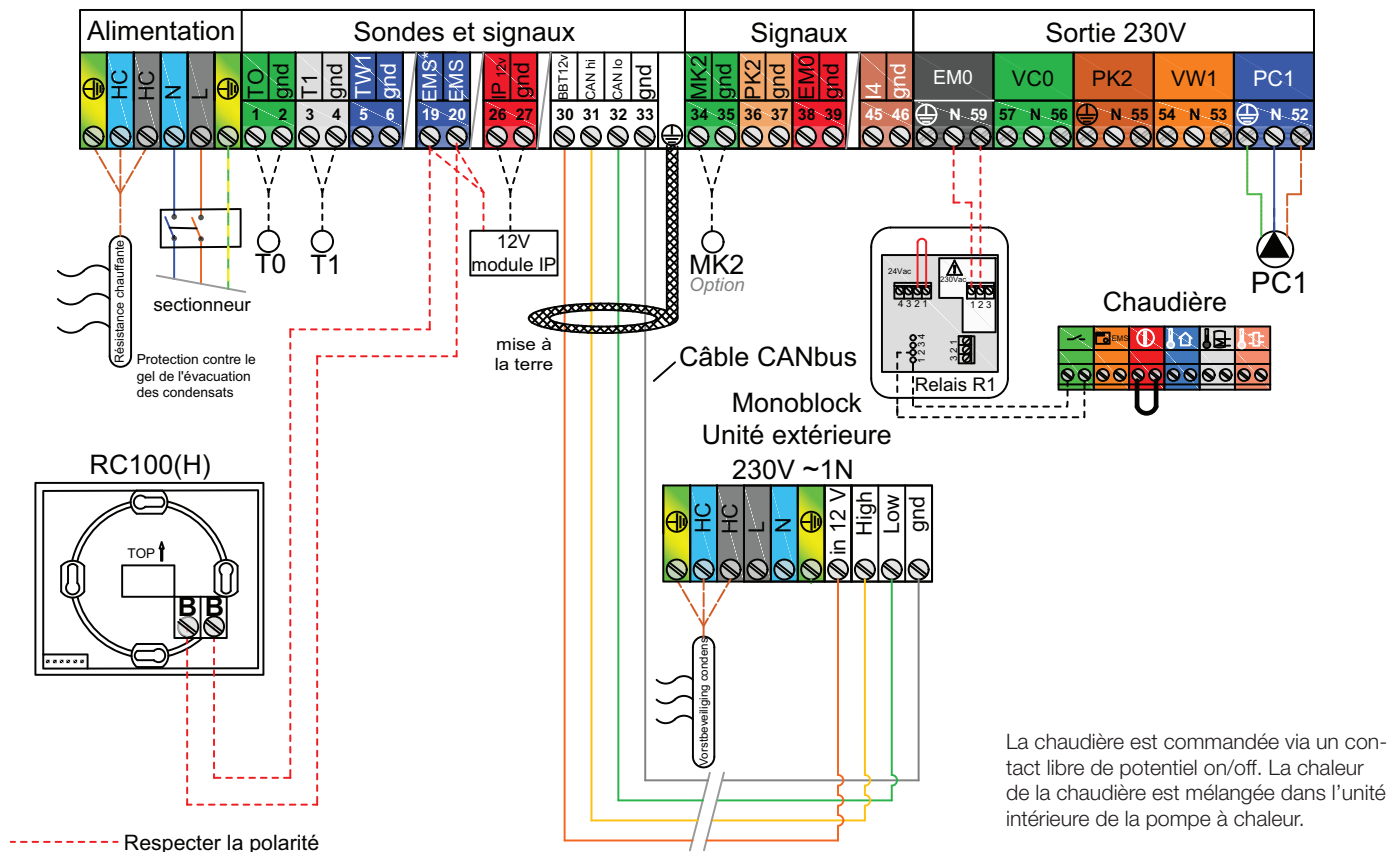 Alimentation
Sondes et signaux
Signaux
Sortie 230V
HC
HC
N
L
TO
gnd
T1
gnd
TW1
gnd
EMS*
EMS
IP 12v
gnd
BBT12v
CAN hi
CAN lo
gnd
MK2
gnd
PK2
gnd
EM0
gnd
I4
gnd
EM0
VC0
PK2
VW1
PC1
1 2
3 4
5 6
19 20
26 27
30 31 32 33
34 35
36 37
38 39
45 46
N 59
57 N 56
N 55
54 N 53
N 52
Résistance chauffante
sectionneur
Protection contre le
gel de l'évacuation
des condensats
T0
T1
12V
module IP
mise à
la terre
MK2
Option
Câble CANbus
24Vac
230Vac
4 3 2 1
1 2 3
1 2 3 4
3 2 1
Relais R1
PC1
Chaudière
EMS
Monoblock
Unité extérieure
230V ~1N
HC
HC
L
N
in 12 V
High
Low
gnd
Vorstbeveiliging condens
RC100(H)
TOP
B B
La chaudière est commandée via un con-
tact libre de potentiel on/off. La chaleur
de la chaudière est mélangée dans l’unité
intérieure de la pompe à chaleur.
Respecter la polarité